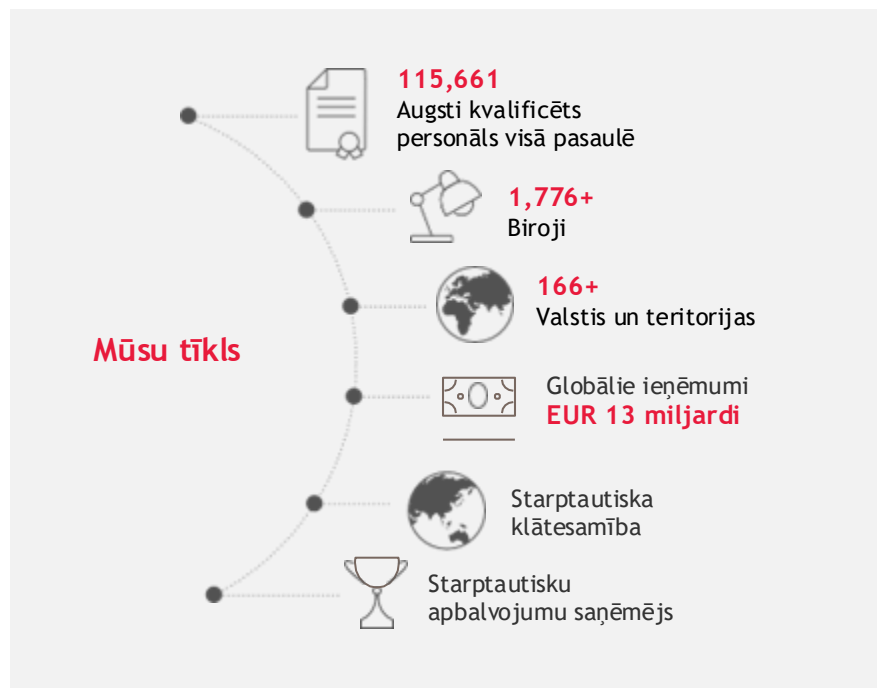 115,661
Augsti kvalificēts
personāls visā pasaulē
1,776+
Biroji
166+
Valstis un teritorijas
Mūsu tīkls
Globālie ieņēmumi
EUR 13 miljardi
Starptautiska
klātesamība
Starptautisku
apbalvojumu saņēmējs